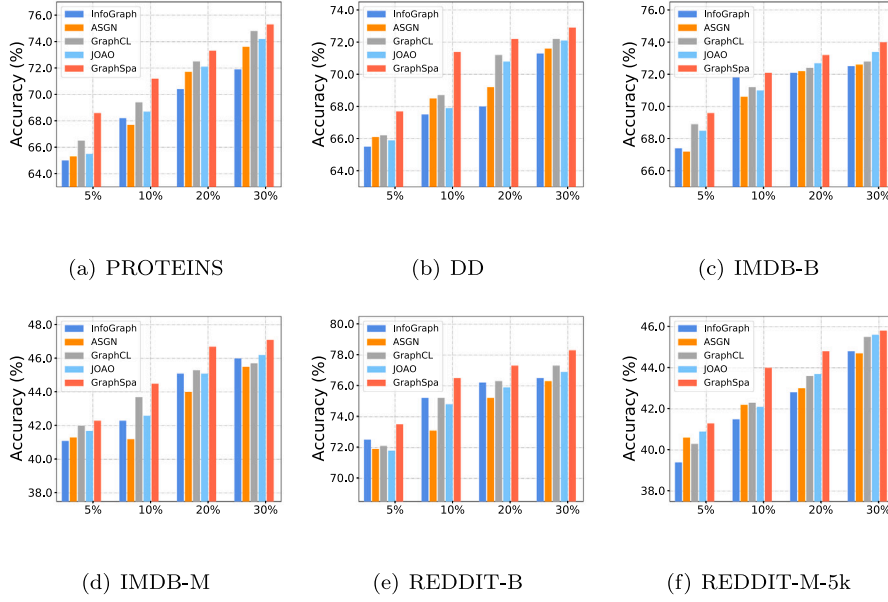 76.0
74.0
72.0
70.0
68.0
66.0
64.0
Accuracy (%)
InfoGraph
ASGN
GraphCL
JOAO
GraphSpa
5% 10% 20% 30%
(a) PROTEINS
74.0
72.0
70.0
68.0
66.0
64.0
Accuracy (%)
InfoGraph
ASGN
GraphCL
JOAO
GraphSpa
5% 10% 20% 30%
(b) DD
76.0
74.0
72.0
70.0
68.0
66.0
Accuracy (%)
InfoGraph
ASGN
GraphCL
JOAO
GraphSpa
5% 10% 20% 30%
(c) IMDB-B
48.0
46.0
44.0
42.0
40.0
38.0
Accuracy (%)
InfoGraph
ASGN
GraphCL
JOAO
GraphSpa
5% 10% 20% 30%
(d) IMDB-M
80.0
78.0
76.0
74.0
72.0
70.0
Accuracy (%)
InfoGraph
ASGN
GraphCL
JOAO
GraphSpa
5% 10% 20% 30%
(e) REDDIT-B
46.0
44.0
42.0
40.0
38.0
Accuracy (%)
InfoGraph
ASGN
GraphCL
JOAO
GraphSpa
5% 10% 20% 30%
(f) REDDIT-M-5k